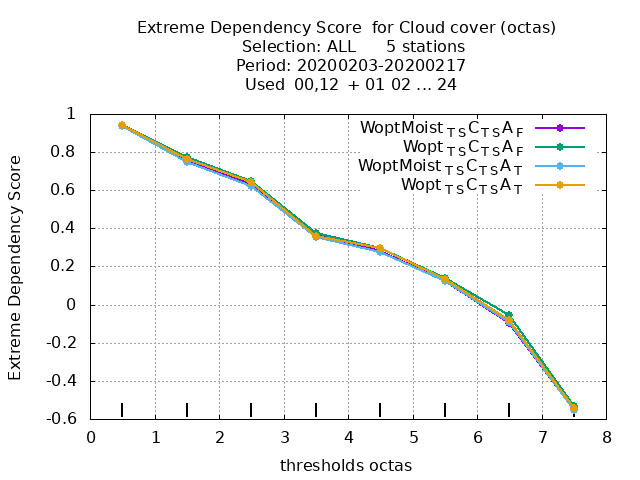 Extreme Dependency Score  for Cloud cover (octas)
Selection: ALL      5 stations
Period: 20200203-20200217
Used  00,12  + 01 02 ... 24
WoptMoist TS C TS A F
Wopt TS C TS A F
WoptMoist TS C TS A T
Wopt TS C TS A T
Extreme Dependency Score
1
0.8
0.6
0.4
0.2
0
-0.2
-0.4
-0.6
0 1 2 3 4 5 6 7 8
thresholds octas